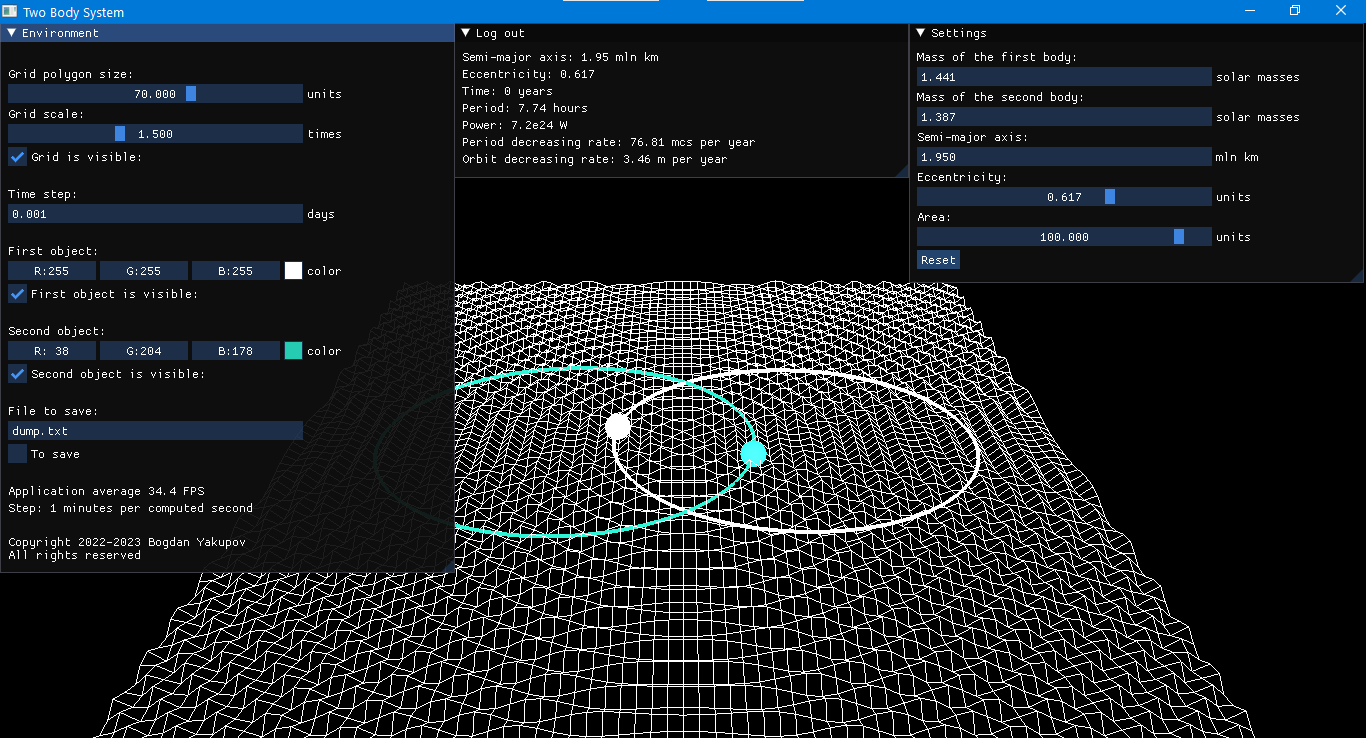 Two Body System
Environment
Grid polygon size:
70.000 units
Grid scale:
1.500 times
Grid is visible:
Time step:
0.001 days
First object:
R:255 G:255 B:255 color
First object is visible:
Second object:
R: 38 G:204 B:178 color
Second object is visible:
File to save:
dump.txt
To save
Application average 34.4 FPS
Step: 1 minutes per computed second
Copyright 2022-2023 Bogdan Yakupov
All rights reserved
Log out
Semi-major axis: 1.95 mln km
Eccentricity: 0.617
Time: 0 years
Period: 7.74 hours
Power: 7.2e24 W
Period decreasing rate: 76.81 mcs per year
Orbit decreasing rate: 3.46 m per year
Settings
Mass of the first body:
1.441 solar masses
Mass of the second body:
1.387 solar masses
Semi-major axis:
1.950 mln km
Eccentricity:
0.617 units
Area:
100.000 units
Reset